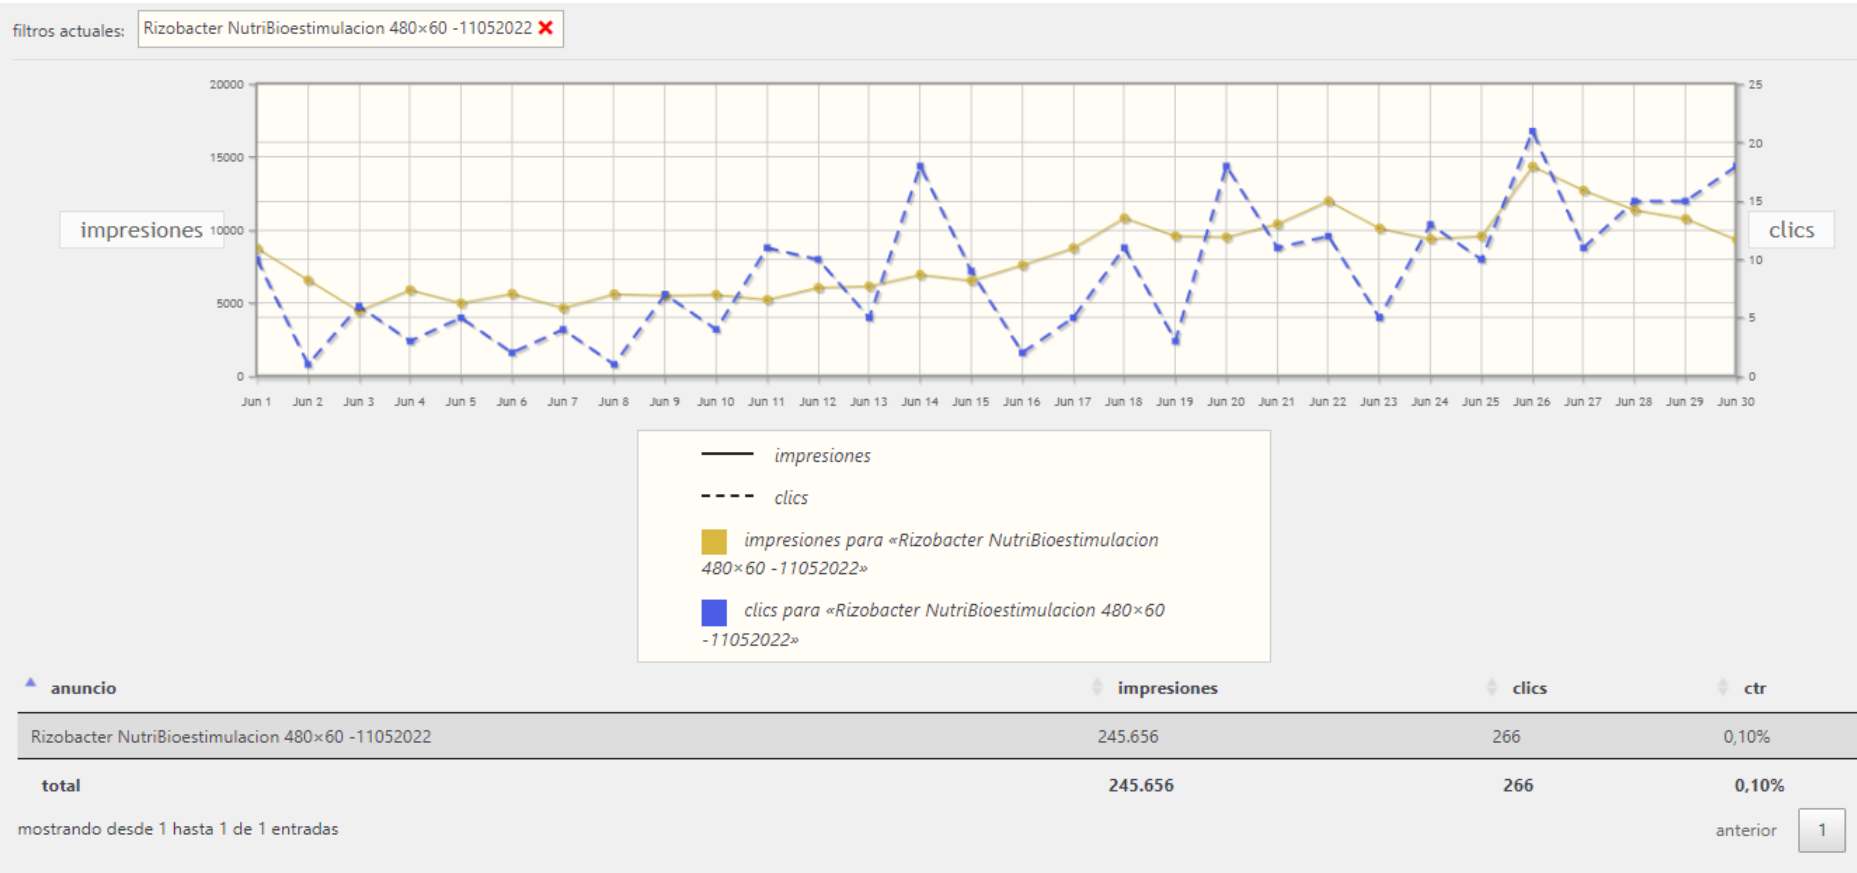 filtros actuales: Rizobacter NutriBioestimulacion 480×60 -11052022
20000
15000
10000
5000
0
impresiones
25
20
15
10
5
0
clics
Jun 1 Jun 2 Jun 3 Jun 4 Jun 5 Jun 6 Jun 7 Jun 8 Jun 9 Jun 10 Jun 11 Jun 12 Jun 13 Jun 14 Jun 15 Jun 16 Jun 17 Jun 18 Jun 19 Jun 20 Jun 21 Jun 22 Jun 23 Jun 24 Jun 25 Jun 26 Jun 27 Jun 28 Jun 29 Jun 30
impresiones
clics
impresiones para «Rizobacter NutriBioestimulacion
480×60 -11052022»
clics para «Rizobacter NutriBioestimulacion 480×60
-11052022»
anuncio impresiones clics ctr
Rizobacter NutriBioestimulacion 480×60 -11052022 245.656 266 0,10%
total 245.656 266 0,10%
mostrando desde 1 hasta 1 de 1 entradas anterior 1